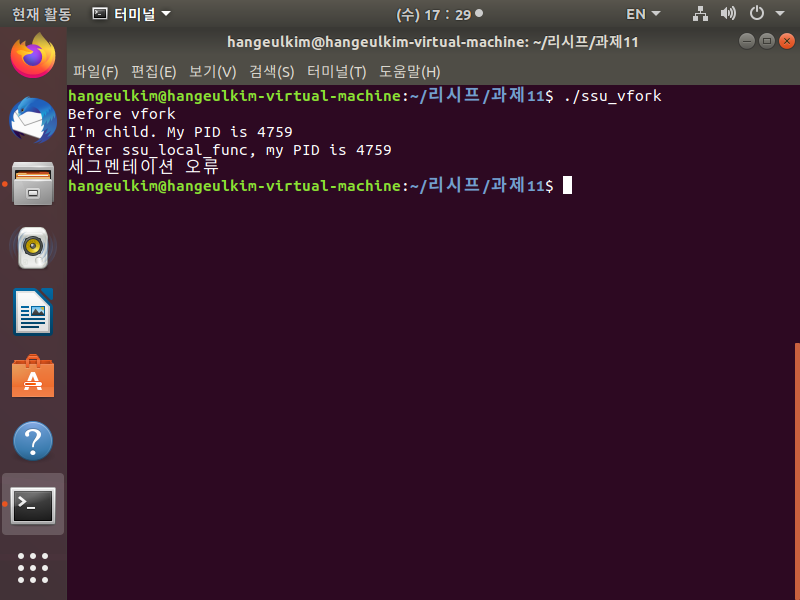 현재 활동 터미널 (수) 17 : 29 EN
hangeulkim@hangeulkim-virtual-machine: ~/리시프/과제11
파일(F) 편집(E) 보기(V) 검색(S) 터미널(T) 도움말(H)
hangeulkim@hangeulkim-virtual-machine:~/리시프/과제11$ ./ssu_vfork
Before vfork
I'm child. My PID is 4759
After ssu_local_func, my PID is 4759
세그멘테이션 오류
hangeulkim@hangeulkim-virtual-machine:~/리시프/과제11$